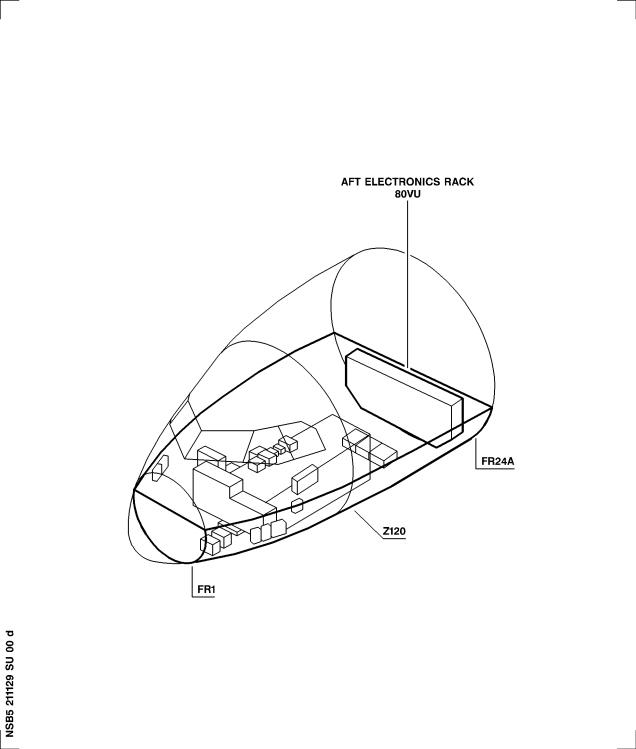 AFT ELECTRONICS RACK
80VU
FR24A
Z120
FR1
NSB5 211129 SU 00 d